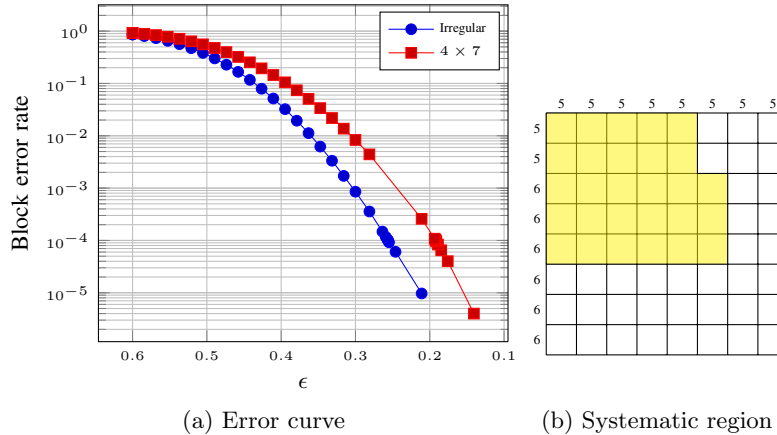 Irregular
4 × 7
10⁰
10⁻¹
10⁻²
10⁻³
10⁻⁴
10⁻⁵
Block error rate
0.6 0.5 0.4 0.3 0.2 0.1
ϵ
(a) Error curve
5 5 5 5 5 5 5 5
5
5
6
6
6
6
6
6
(b) Systematic region